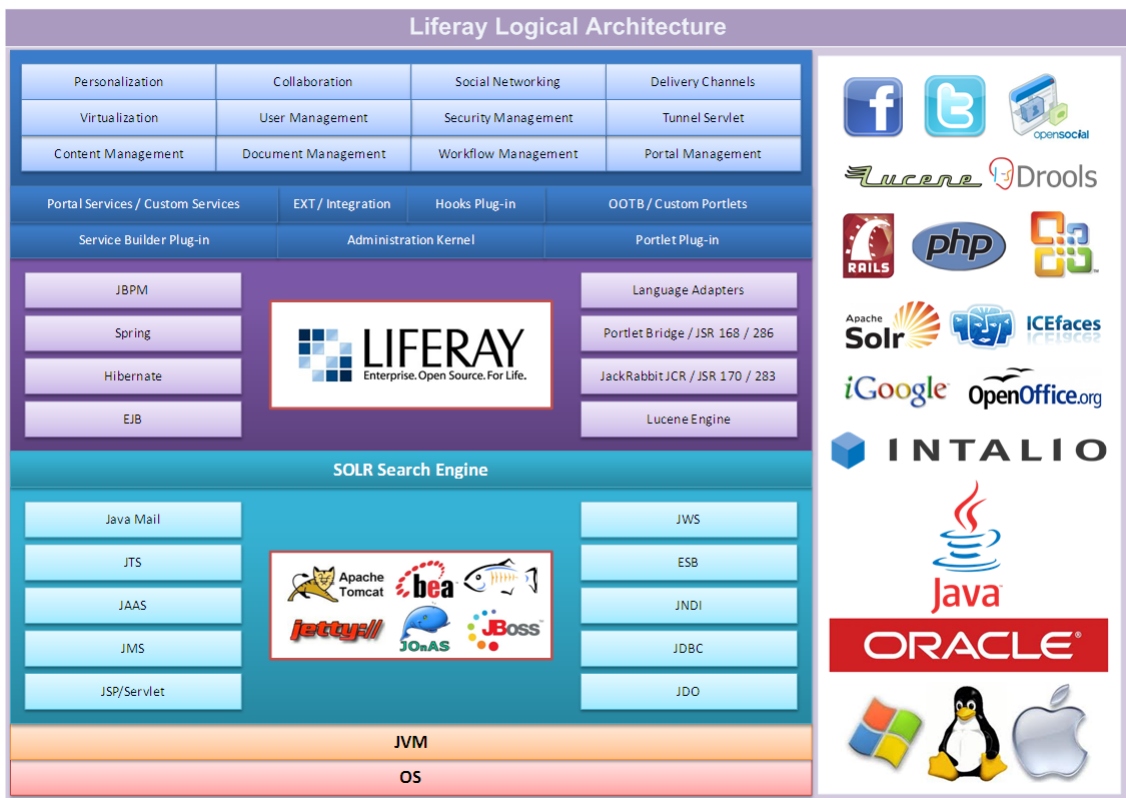 Liferay Logical Architecture
Personalization
Collaboration
Social Networking
Delivery Channels
Virtualization
User Management
Security Management
Tunnel Servlet
Content Management
Document Management
Workflow Management
Portal Management
Portal Services / Custom Services
EXT / Integration
Hooks Plug-in
OOTB / Custom Portlets
Service Builder Plug-in
Administration Kernel
Portlet Plug-in
JBPM
Spring
Hibernate
EJB
LIFERAY
Enterprise. Open Source. For Life.
Language Adapters
Portlet Bridge / JSR 168 / 286
JackRabbit JCR / JSR 170 / 283
Lucene Engine
SOLR Search Engine
Java Mail
JTS
JAAS
JMS
JSP/Servlet
Apache
Tomcat
bea
jetty://
JOnAS
JBoss
JWS
ESB
JNDI
JDBC
JDO
JVM
OS
f
t
opensocial
Lucene
Drools
RAILS
php
Apache
Solr
ICEfaces
iGoogle
OpenOffice.org
INTALIO
Java
ORACLE